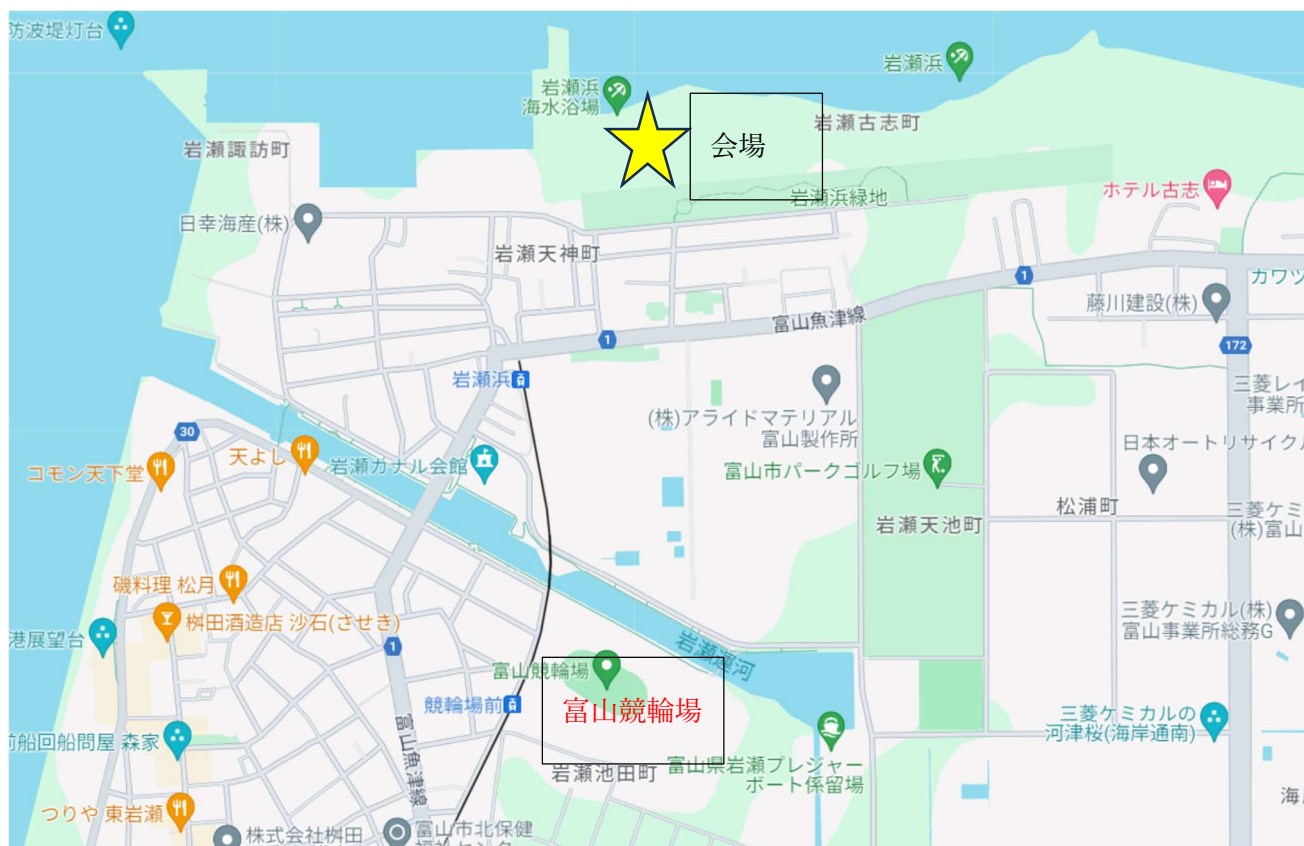 防波堤灯台
岩瀬浜
岩瀬浜
海水浴場
岩瀬古志町
会場
岩瀬諏訪町
岩瀬浜緑地
ホテル古志
日幸海産(株)
岩瀬天神町
1
カワヅ
藤川建設(株)
富山魚津線
1
172
岩瀬浜
三菱レイ
事業所
(株)アライドマテリアル
富山製作所
30
日本オートリサイクル
天よし
岩瀬カナル会館
コモン天下堂
富山市パークゴルフ場
松浦町
三菱ケミ
(株)富山
岩瀬天池町
磯料理 松月
桝田酒造店 沙石(させき)
三菱ケミカル(株)
富山事業所総務G
港展望台
1
岩瀬運河
富山競輪場
競輪場前
富山競輪場
三菱ケミカルの
河津桜(海岸通南)
前船回船問屋 森家
富山魚津線
岩瀬池田町
富山県岩瀬プレジャー
ボート係留場
つりや 東岩瀬
株式会社桝田
富山市北保健